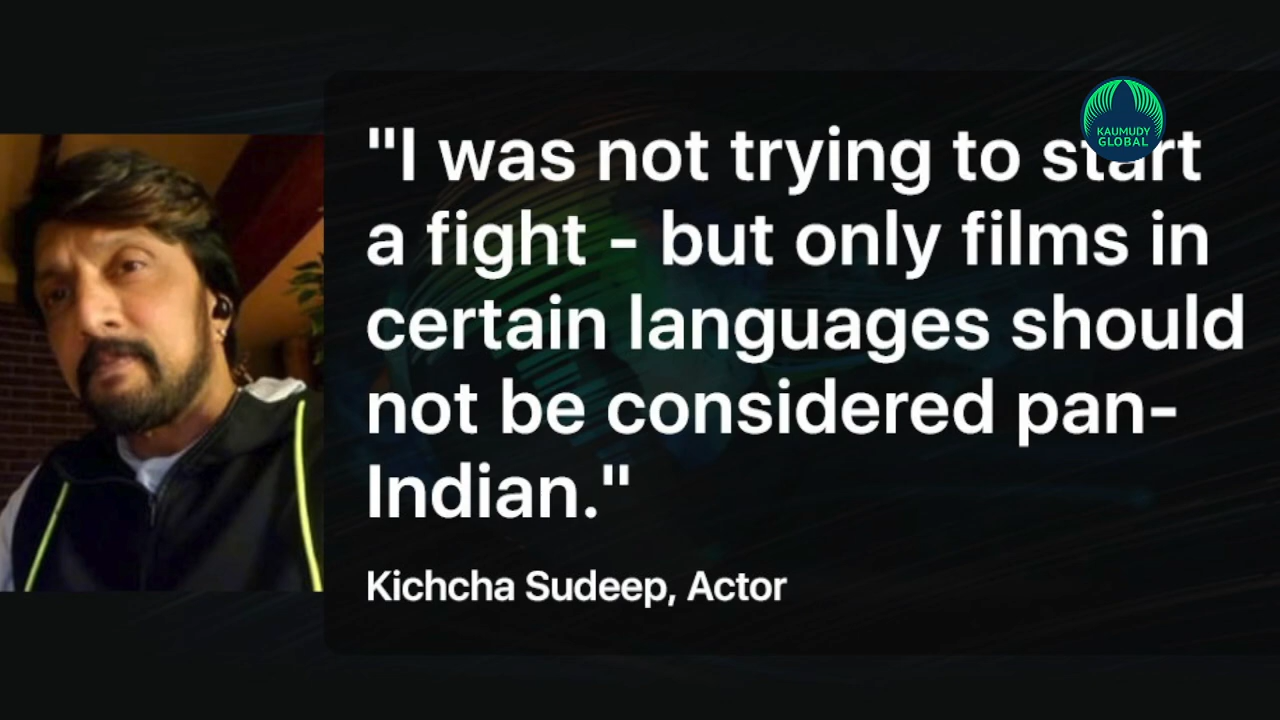 KAUMUDY
GLOBAL
"I was not trying to start
a fight - but only films in
certain languages should
not be considered pan-
Indian."
Kichcha Sudeep, Actor